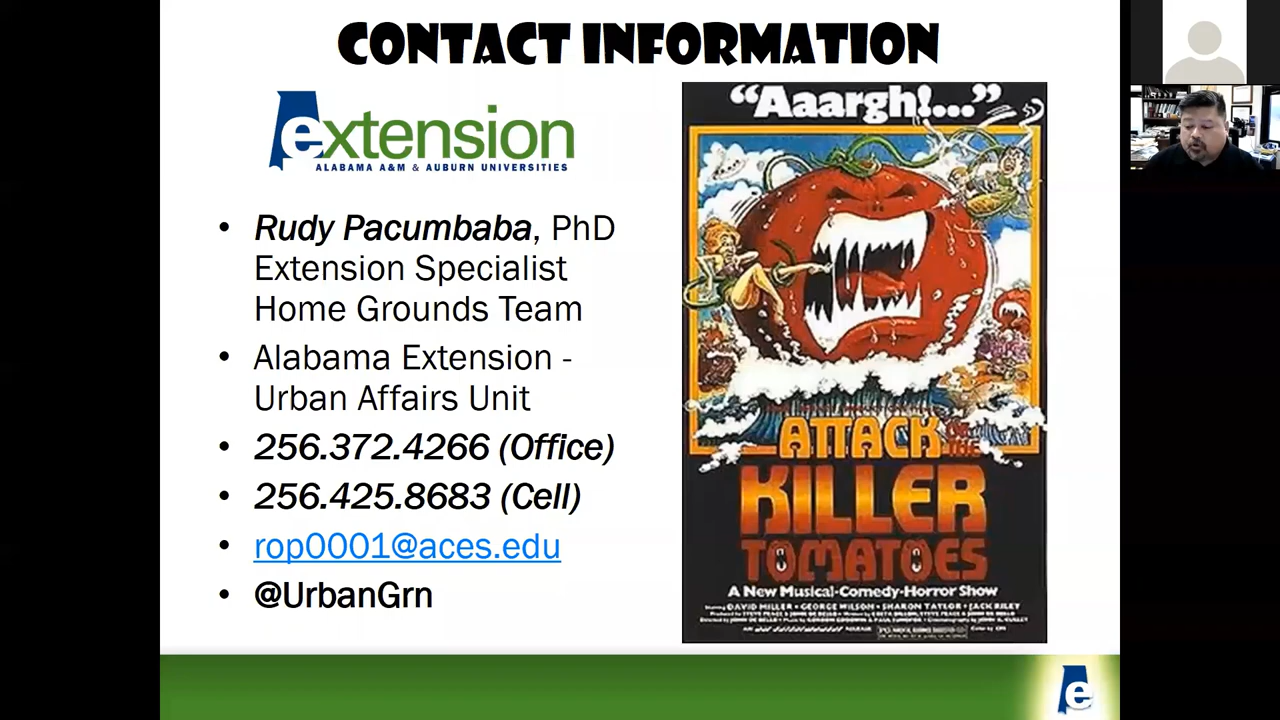 CONTACT INFORMATION
extension
ALABAMA A&M & AUBURN UNIVERSITIES
• Rudy Pacumbaba, PhD
Extension Specialist
Home Grounds Team
• Alabama Extension -
Urban Affairs Unit
• 256.372.4266 (Office)
• 256.425.8683 (Cell)
• rop0001@aces.edu
• @UrbanGrn
“Aaargh!...”
ATTACK OF THE
KILLER
TOMATOES
A New Musical-Comedy-Horror Show
Starring DAVID MILLER • GEORGE WILSON • SHARON TAYLOR • JACK RILEY
e